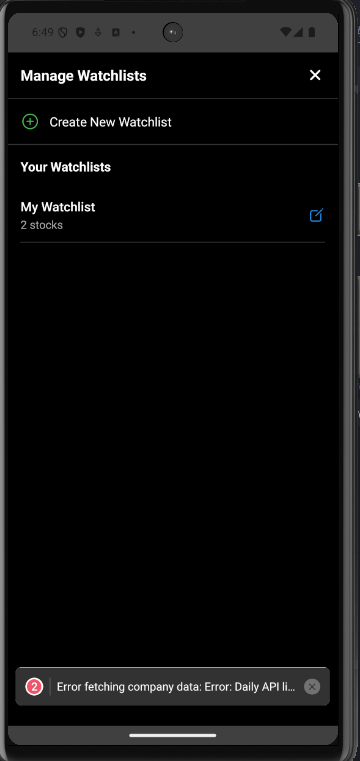 6:49
Manage Watchlists
Create New Watchlist
Your Watchlists
My Watchlist
2 stocks
2
Error fetching company data: Error: Daily API li...